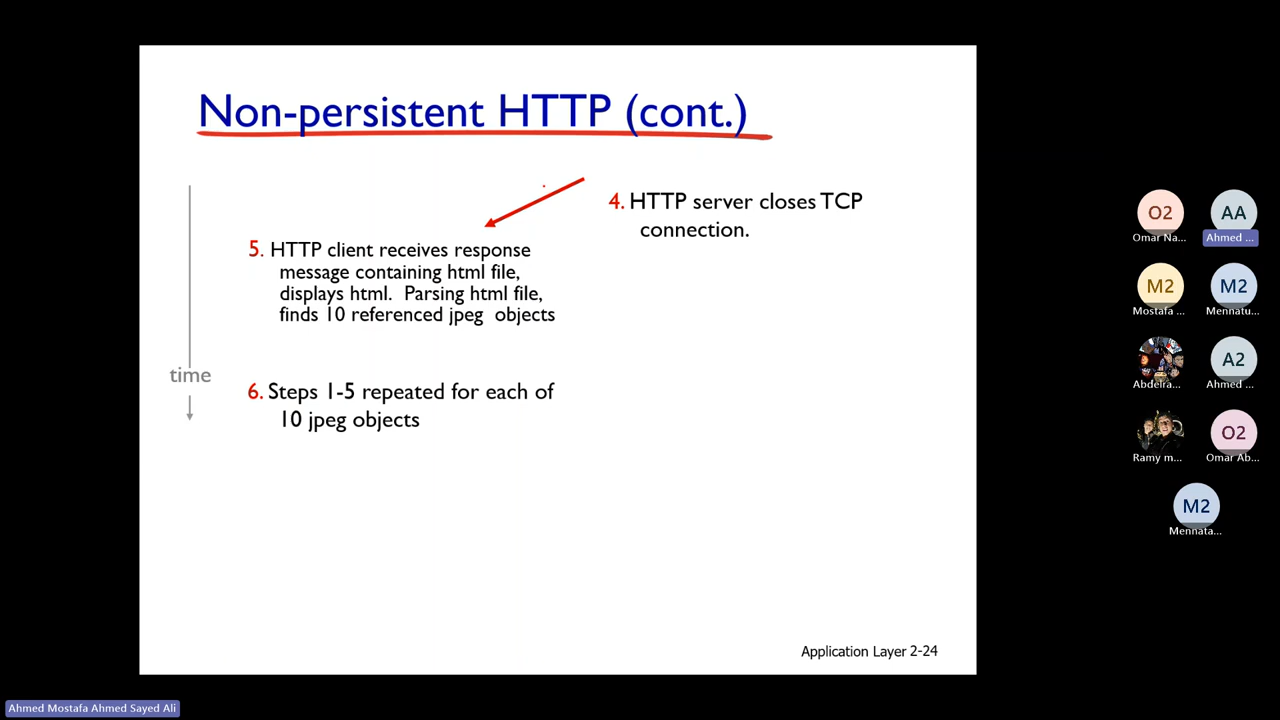 Non-persistent HTTP (cont.)
4. HTTP server closes TCP
connection.
5. HTTP client receives response
message containing html file,
displays html. Parsing html file,
finds 10 referenced jpeg objects
time
6. Steps 1-5 repeated for each of
10 jpeg objects
Application Layer 2-24
O2
AA
Omar Na...
Ahmed ...
M2
M2
Mostafa ...
Mennatu...
A2
Abdelra...
Ahmed ...
O2
Ramy m...
Omar Ab...
M2
Mennata...
Ahmed Mostafa Ahmed Sayed Ali